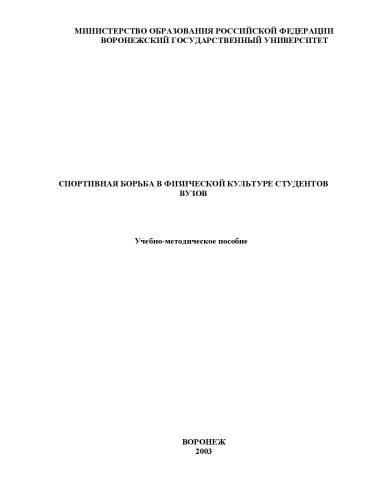 МИНИСТЕРСТВО ОБРАЗОВАНИЯ РОССИЙСКОЙ ФЕДЕРАЦИИ
ВОРОНЕЖСКИЙ ГОСУДАРСТВЕННЫЙ УНИВЕРСИТЕТ
СПОРТИВНАЯ БОРЬБА В ФИЗИЧЕСКОЙ КУЛЬТУРЕ СТУДЕНТОВ
ВУЗОВ
Учебно-методическое пособие
ВОРОНЕЖ
2003